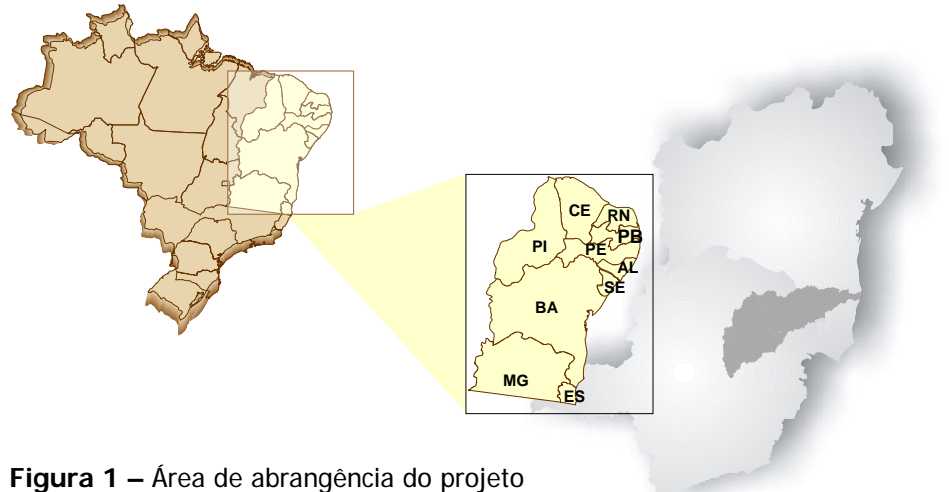 CE
RN
PI
PE
PB
AL
SE
BA
MG
ES
Figura 1 – Área de abrangência do projeto